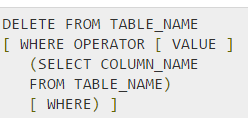 DELETE FROM TABLE_NAME
[ WHERE OPERATOR [ VALUE ]
(SELECT COLUMN_NAME
FROM TABLE_NAME)
[ WHERE) ]